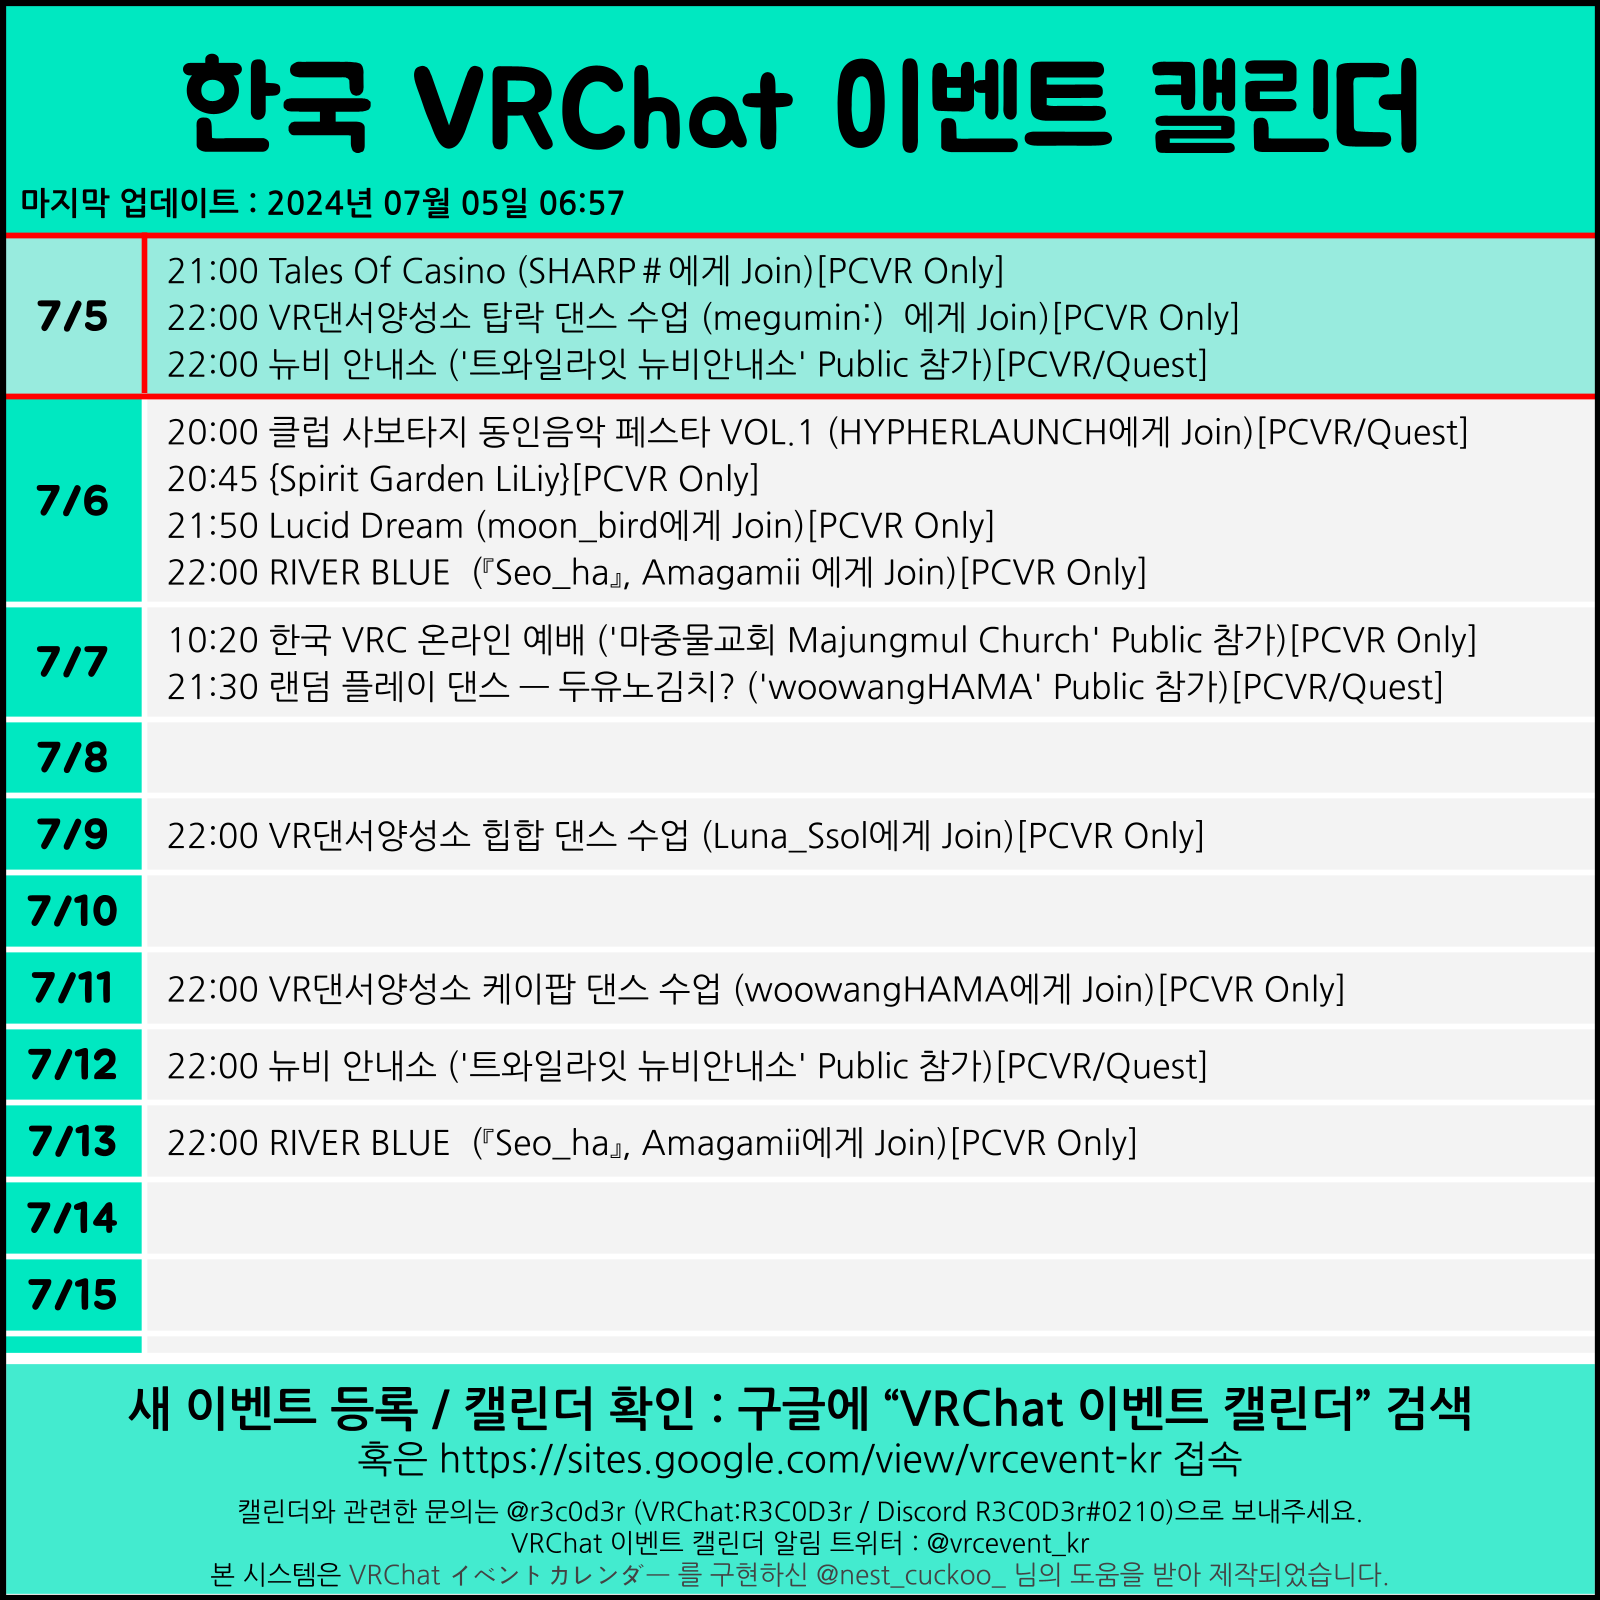 한국 VRChat 이벤트 캘린더
마지막 업데이트 : 2024년 07월 05일 06:57
7/5
21:00 Tales Of Casino (SHARP#에게 Join)[PCVR Only]
22:00 VR댄서양성소 탑락 댄스 수업 (megumin:)  에게 Join)[PCVR Only]
22:00 뉴비 안내소 ('트와일라잇 뉴비안내소' Public 참가)[PCVR/Quest]
7/6
20:00 클럽 사보타지 동인음악 페스타 VOL.1 (HYPHERLAUNCH에게 Join)[PCVR/Quest]
20:45 {Spirit Garden LiLiy}[PCVR Only]
21:50 Lucid Dream (moon_bird에게 Join)[PCVR Only]
22:00 RIVER BLUE  (『Seo_ha』, Amagamii 에게 Join)[PCVR Only]
7/7
10:20 한국 VRC 온라인 예배 ('마중물교회 Majungmul Church' Public 참가)[PCVR Only]
21:30 랜덤 플레이 댄스 — 두유노김치? ('woowangHAMA' Public 참가)[PCVR/Quest]
7/8
7/9
22:00 VR댄서양성소 힙합 댄스 수업 (Luna_Ssol에게 Join)[PCVR Only]
7/10
7/11
22:00 VR댄서양성소 케이팝 댄스 수업 (woowangHAMA에게 Join)[PCVR Only]
7/12
22:00 뉴비 안내소 ('트와일라잇 뉴비안내소' Public 참가)[PCVR/Quest]
7/13
22:00 RIVER BLUE  (『Seo_ha』, Amagamii에게 Join)[PCVR Only]
7/14
7/15
새 이벤트 등록 / 캘린더 확인 : 구글에 “VRChat 이벤트 캘린더” 검색
혹은 https://sites.google.com/view/vrcevent-kr 접속
캘린더와 관련한 문의는 @r3c0d3r (VRChat:R3C0D3r / Discord R3C0D3r#0210)으로 보내주세요.
VRChat 이벤트 캘린더 알림 트위터 : @vrcevent_kr
본 시스템은 VRChat イベントカレンダー 를 구현하신 @nest_cuckoo_ 님의 도움을 받아 제작되었습니다.